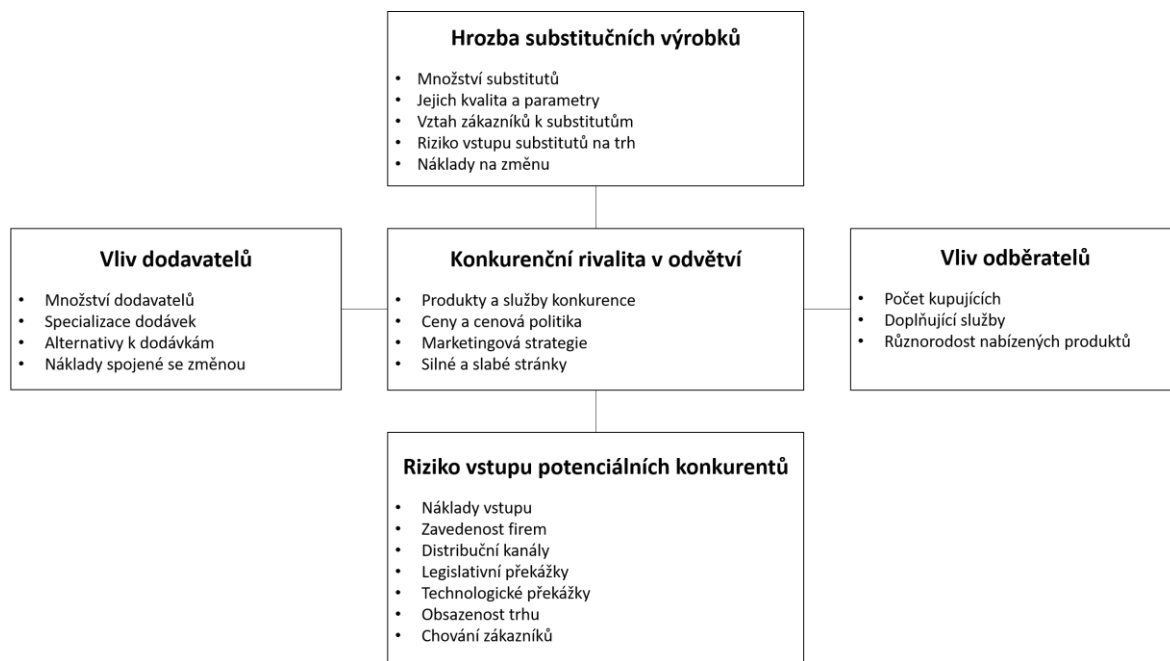 Hrozba substitučních výrobků
• Množství substitutů
• Jejich kvalita a parametry
• Vztah zákazníků k substitutům
• Riziko vstupu substitutů na trh
• Náklady na změnu
Vliv dodavatelů
• Množství dodavatelů
• Specializace dodávek
• Alternativy k dodávkám
• Náklady spojené se změnou
Konkurenční rivalita v odvětví
• Produkty a služby konkurence
• Ceny a cenová politika
• Marketingová strategie
• Silné a slabé stránky
Vliv odběratelů
• Počet kupujících
• Doplňující služby
• Různorodost nabízených produktů
Riziko vstupu potenciálních konkurentů
• Náklady vstupu
• Zavedenost firem
• Distribuční kanály
• Legislativní překážky
• Technologické překážky
• Obsazenost trhu
• Chování zákazníků